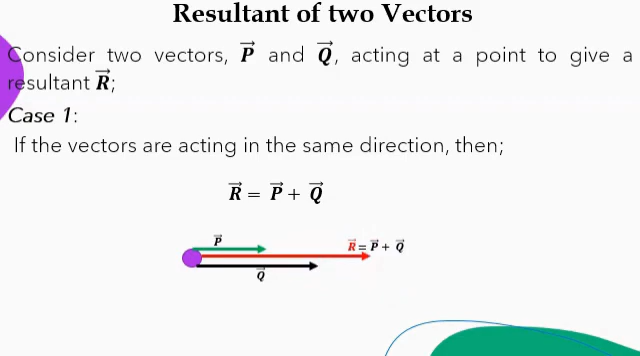 Resultant of two Vectors
Consider two vectors, P⃗ and Q⃗, acting at a point to give a
resultant R⃗;
Case 1:
If the vectors are acting in the same direction, then;
R⃗ = P⃗ + Q⃗
P⃗
R⃗ = P⃗ + Q⃗
Q⃗